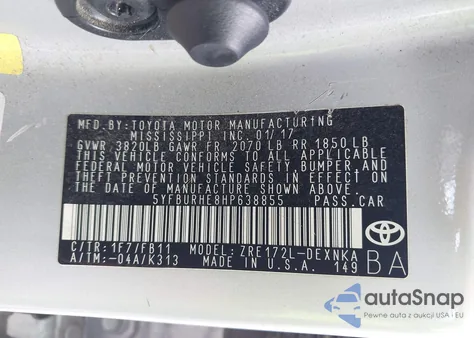 MFD.BY:TOYOTA MOTOR MANUFACTURING
MISSISSIPPI INC. 01/17
GVWR 3820LB GAWR FR 2070 LB RR 1850 LB
THIS VEHICLE CONFORMS TO ALL APPLICABLE
FEDERAL MOTOR VEHICLE SAFETY, BUMPER, AND
THEFT PREVENTION STANDARDS IN EFFECT ON
THE DATE OF MANUFACTURE SHOWN ABOVE.
5YFBURHE8HP638855 PASS.CAR
C/TR:1F7/FB11 MODEL:ZRE172L-DEXNKA
A/TM:-04A/K313 MADE IN U.S.A. 149
BA
TOYOTA
autoSnap
Pewne auta z aukcji w USA